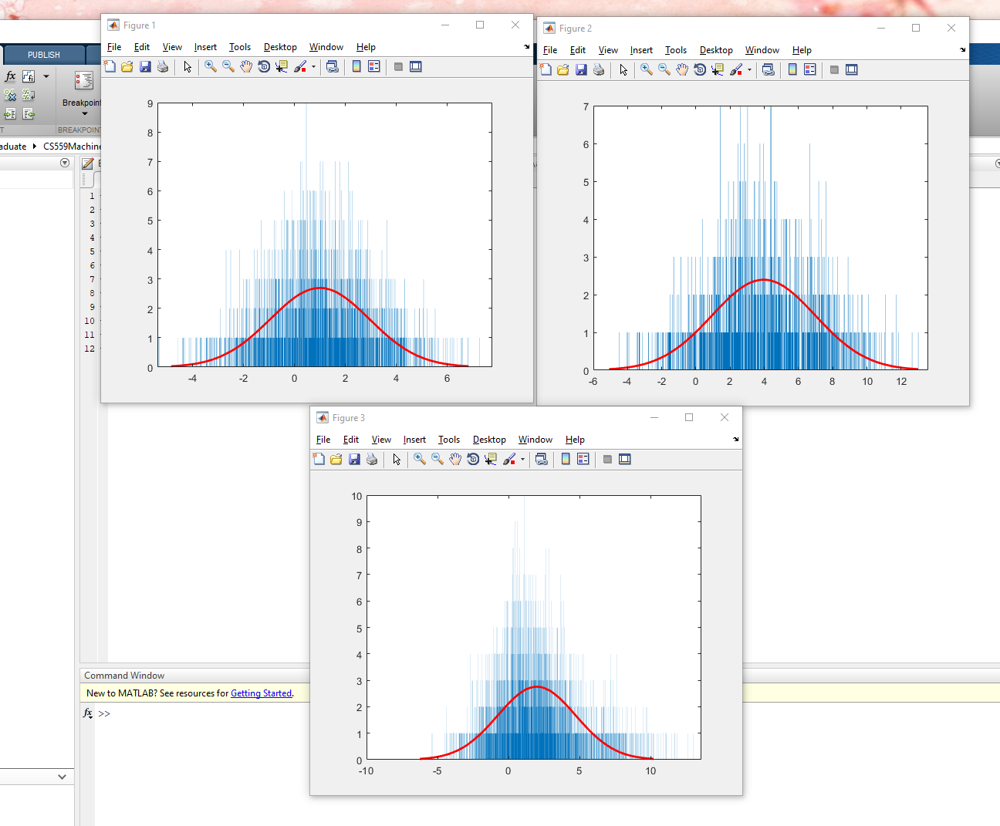 Figure 1
File Edit View Insert Tools Desktop Window Help
9
8
7
6
5
4
3
2
1
0
-4 -2 0 2 4 6
Figure 2
File Edit View Insert Tools Desktop Window Help
7
6
5
4
3
2
1
0
-6 -4 -2 0 2 4 6 8 10 12
Figure 3
File Edit View Insert Tools Desktop Window Help
10
9
8
7
6
5
4
3
2
1
0
-10 -5 0 5 10
PUBLISH
fx
Breakpoint
BREAKPOINT
aduate CS559Machine
1
2
3
4
5
6
7
8
9
10
11
12
Command Window
New to MATLAB? See resources for Getting Started.
fx >>